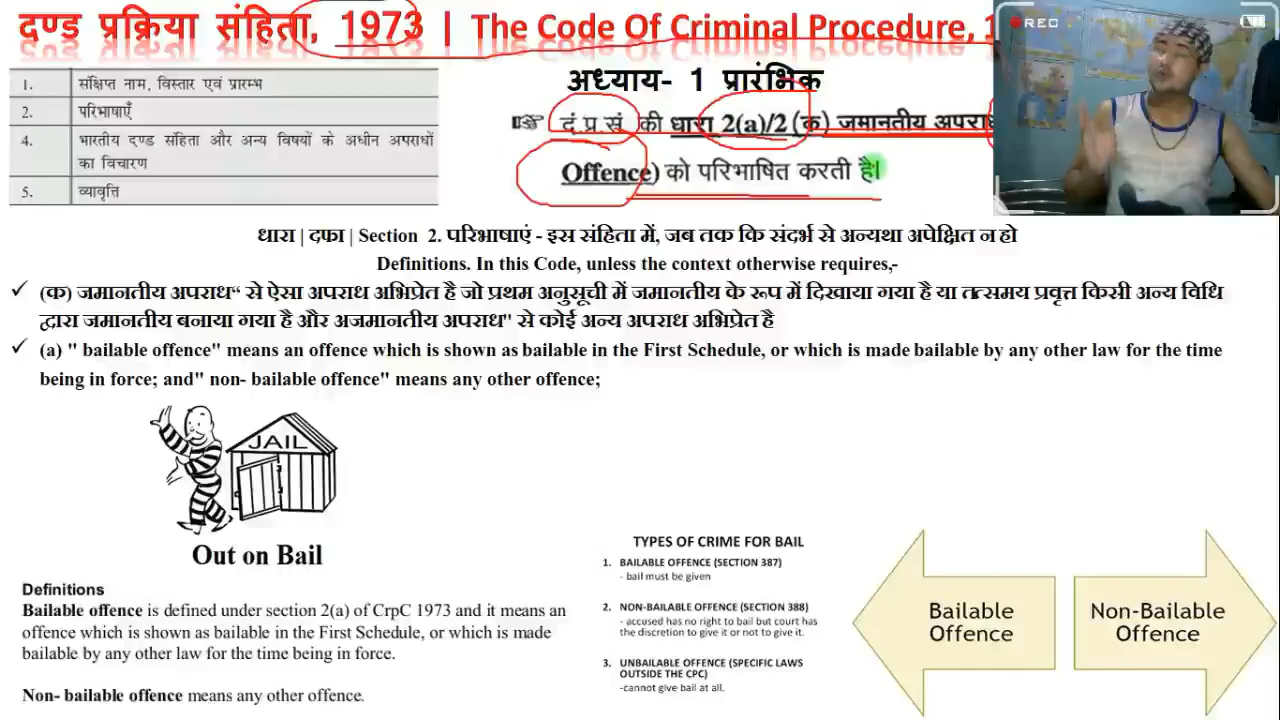 दण्ड प्रक्रिया संहिता, 1973 | The Code Of Criminal Procedure, 1
REC
1. संक्षिप्त नाम, विस्तार एवं प्रारम्भ
2. परिभाषाएँ
4. भारतीय दण्ड संहिता और अन्य विषयों के अधीन अपराधों
का विचारण
5. व्यावृत्ति
अध्याय- 1 प्रारंभिक
☞ दं.प्र.सं की धारा 2(a)/2 (क) जमानतीय अपराध
Offence) को परिभाषित करती है।
धारा | दफा | Section 2. परिभाषाएं - इस संहिता में, जब तक कि संदर्भ से अन्यथा अपेक्षित न हो
Definitions. In this Code, unless the context otherwise requires,-
✓ (क) जमानतीय अपराध“ से ऐसा अपराध अभिप्रेत है जो प्रथम अनुसूची में जमानतीय के रूप में दिखाया गया है या तत्समय प्रवृत्त किसी अन्य विधि
द्वारा जमानतीय बनाया गया है और अजमानतीय अपराध" से कोई अन्य अपराध अभिप्रेत है
✓ (a) " bailable offence" means an offence which is shown as bailable in the First Schedule, or which is made bailable by any other law for the time
being in force; and" non- bailable offence" means any other offence;
JAIL
Out on Bail
Definitions
Bailable offence is defined under section 2(a) of CrpC 1973 and it means an
offence which is shown as bailable in the First Schedule, or which is made
bailable by any other law for the time being in force.
Non- bailable offence means any other offence.
TYPES OF CRIME FOR BAIL
1. BAILABLE OFFENCE (SECTION 387)
- bail must be given
2. NON-BAILABLE OFFENCE (SECTION 388)
- accused has no right to bail but court has
the discretion to give it or not to give it.
3. UNBAILABLE OFFENCE (SPECIFIC LAWS
OUTSIDE THE CPC)
-cannot give bail at all.
Bailable
Offence
Non-Bailable
Offence